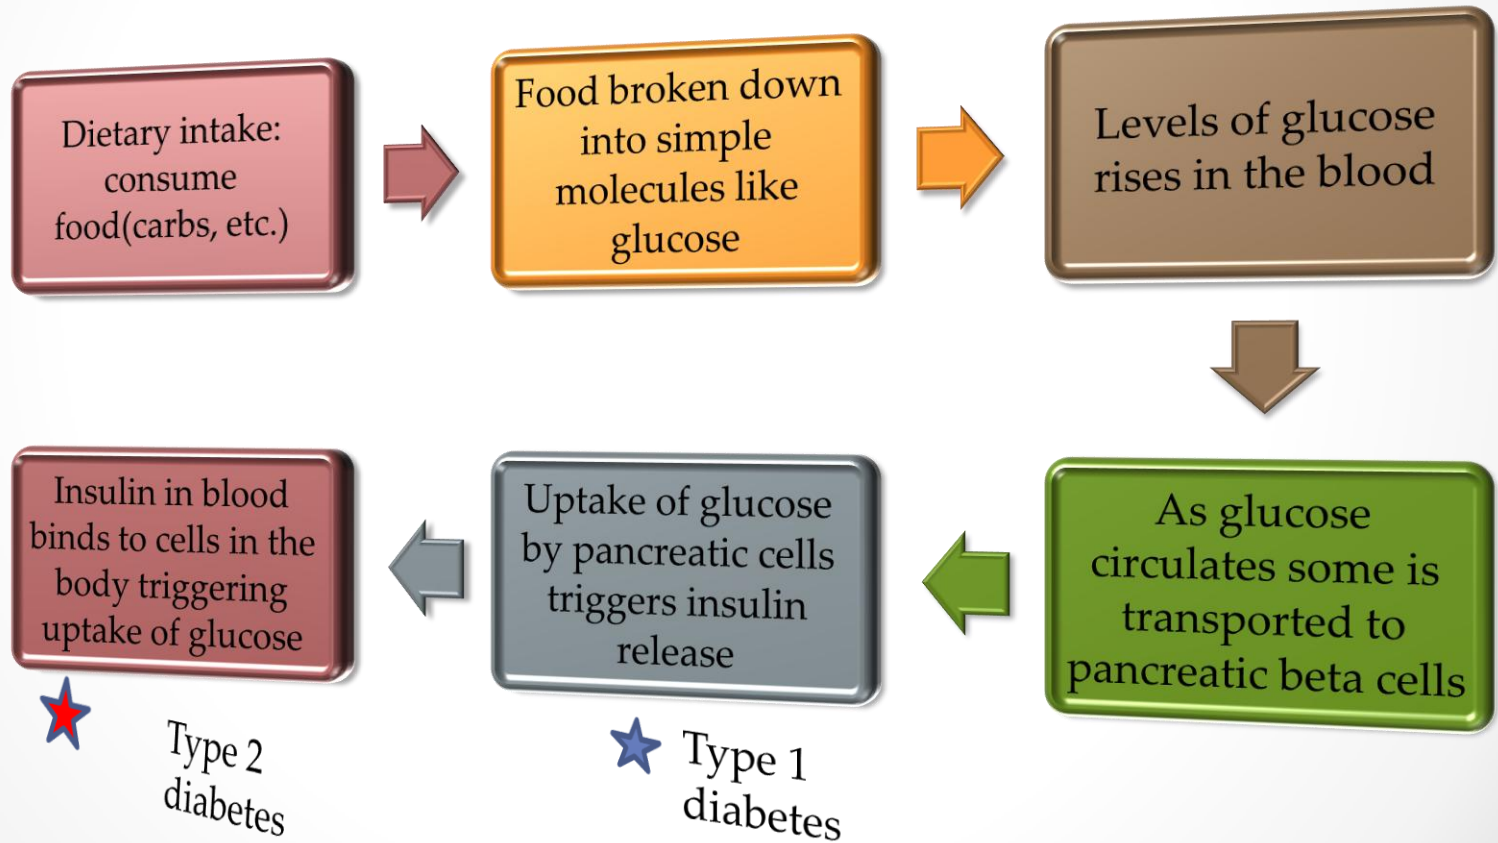 Dietary intake:
consume
food(carbs, etc.)
Food broken down
into simple
molecules like
glucose
Levels of glucose
rises in the blood
As glucose
circulates some is
transported to
pancreatic beta cells
Uptake of glucose
by pancreatic cells
triggers insulin
release
Insulin in blood
binds to cells in the
body triggering
uptake of glucose
Type 1
diabetes
Type 2
diabetes